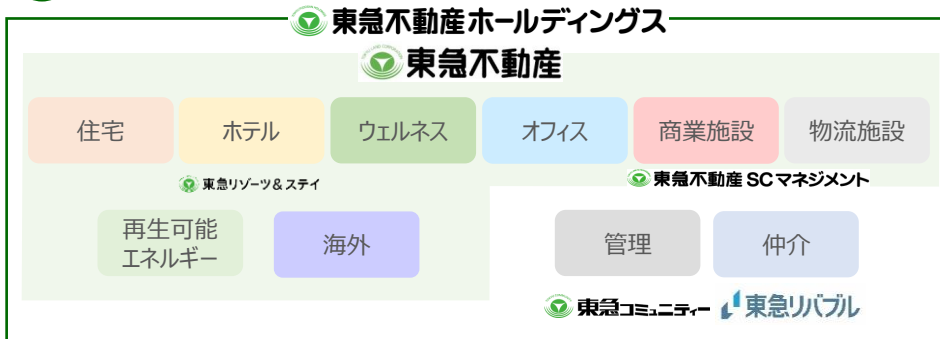 東急不動産ホールディングス
東急不動産
住宅
ホテル
ウェルネス
オフィス
商業施設
物流施設
東急リゾーツ&ステイ
東急不動産SCマネジメント
再生可能
エネルギー
海外
管理
仲介
東急コミュニティー
東急リバブル